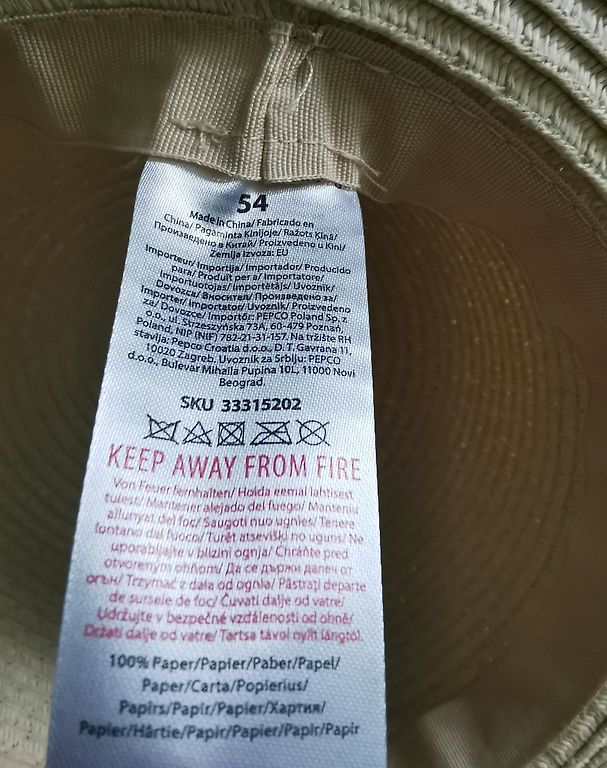 54
Made in China/ Fabricado en
China/ Pagaminta Kinijoje/ Ražots Ķīnā/
Произведено в Китай/ Proizvedeno u Kini/
Zemlja izvoza: EU
Importeur/ Importija/ Importador/ Producido
para/ Produit per a/ Importatore/
Importuotojas/ Importētājs/ Uvoznik/
Dovozca/ Вносител/ Произведено за/
Importer/ Importator/ Uvoznik/ Proizvedeno
za/ Dovozce/ Importőr: PEPCO Poland Sp. z
o.o., ul. Strzeszyńska 73A, 60-479 Poznań,
Poland, NIP (NIF) 782-21-31-157. Na tržište RH
stavlja: Pepco Croatia d.o.o., D. T. Gavrana 11,
10020 Zagreb. Uvoznik za Srbiju: PEPCO
d.o.o., Bulevar Mihajla Pupina 10L, 11000 Novi
Beograd.
SKU 33315202
KEEP AWAY FROM FIRE
Von Feuer fernhalten/ Hoida eemal lahtisest
tulest/ Mantener alejado del fuego/ Manteniu
allunyat del foc/ Saugoti nuo ugnies/ Tenere
lontano dal fuoco/ Turēt atsevišķi no uguns/ Ne
uporabljajte v bližini ognja/ Chráňte pred
otvoreným ohňom/ Да се държи далеч от
огън/ Trzymać z dala od ognia/ Păstrați departe
de sursele de foc/ Čuvati dalje od vatre/
Udržujte v bezpečné vzdálenosti od ohně/
Držati dalje od vatre/ Tartsa távol nyílt lángtól.
100% Paper/Papier/Paber/Papel/
Paper/Carta/Popierius/
Papīrs/Papir/Papier/Хартия/
Papier/Hârtie/Papir/Papier/Papir/Papír